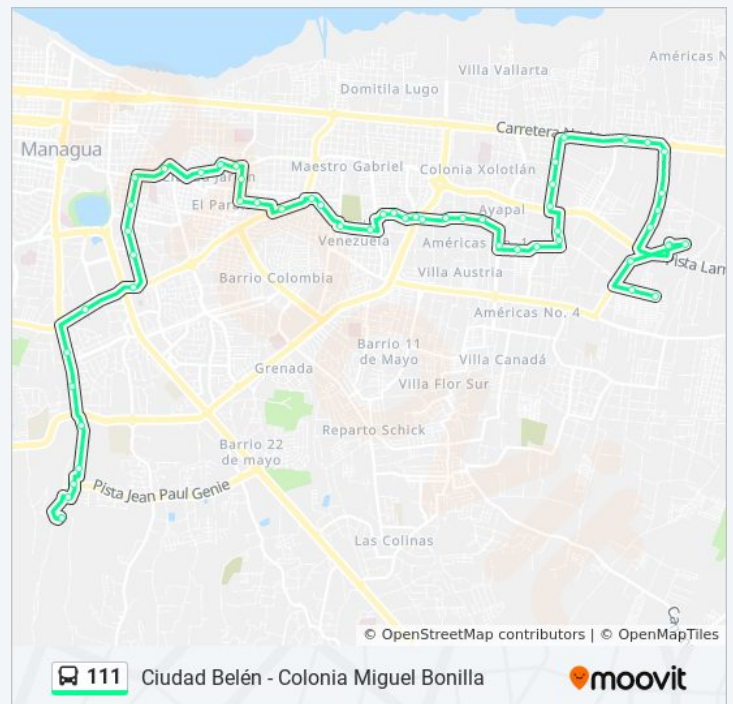 Américas N
Villa Vallarta
Domitila Lugo
Carretera N
Managua
Maestro Gabriel
Colonia Xolotlán
El Para
Ayapal
Venezuela
Américas
Pista Lar
Barrio Colombia
Villa Austria
Américas No. 4
Barrio 11
de Mayo
Villa Canadá
Grenada
Villa Flor Sur
Reparto Schick
Barrio 22
de mayo
Pista Jean Paul Genie
Las Colinas
Ca
© OpenStreetMap contributors | © OpenMapTiles
111 Ciudad Belén - Colonia Miguel Bonilla
moovit